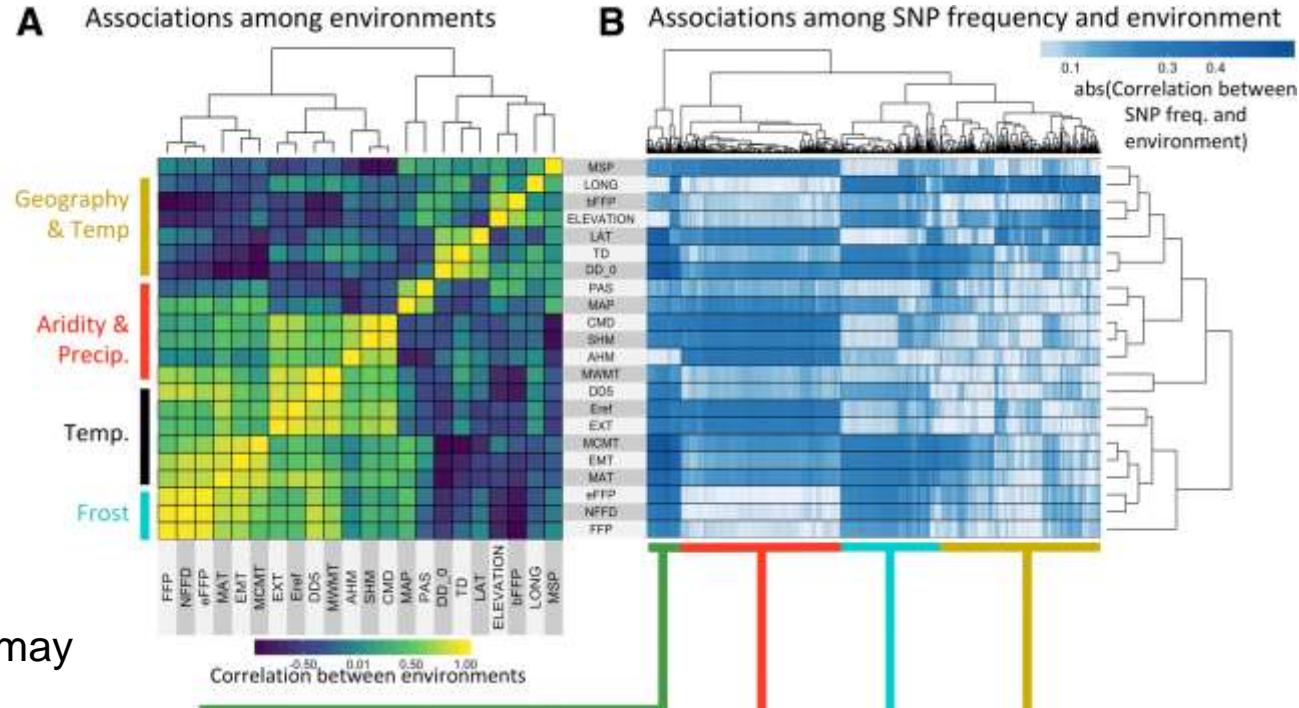 A Associations among environments
B Associations among SNP frequency and environment
0.1 0.3 0.4
abs(Correlation between
SNP freq. and
environment)
Geography
& Temp
Aridity &
Precip.
Temp.
Frost
MSP
LONG
bFFP
ELEVATION
LAT
TD
DD_0
PAS
MAP
CMD
SHM
AHM
MWMT
DD5
Eref
EXT
MCMT
EMT
MAT
eFFP
NFFD
FFP
FFP
NFFD
eFFP
MAT
EMT
MCMT
EXT
Eref
DD5
MWMT
AHM
SHM
CMD
MAP
PAS
DD_0
TD
LAT
ELEVATION
bFFP
LONG
MSP
-0.50 0.01 0.50 1.00
Correlation between environments
may